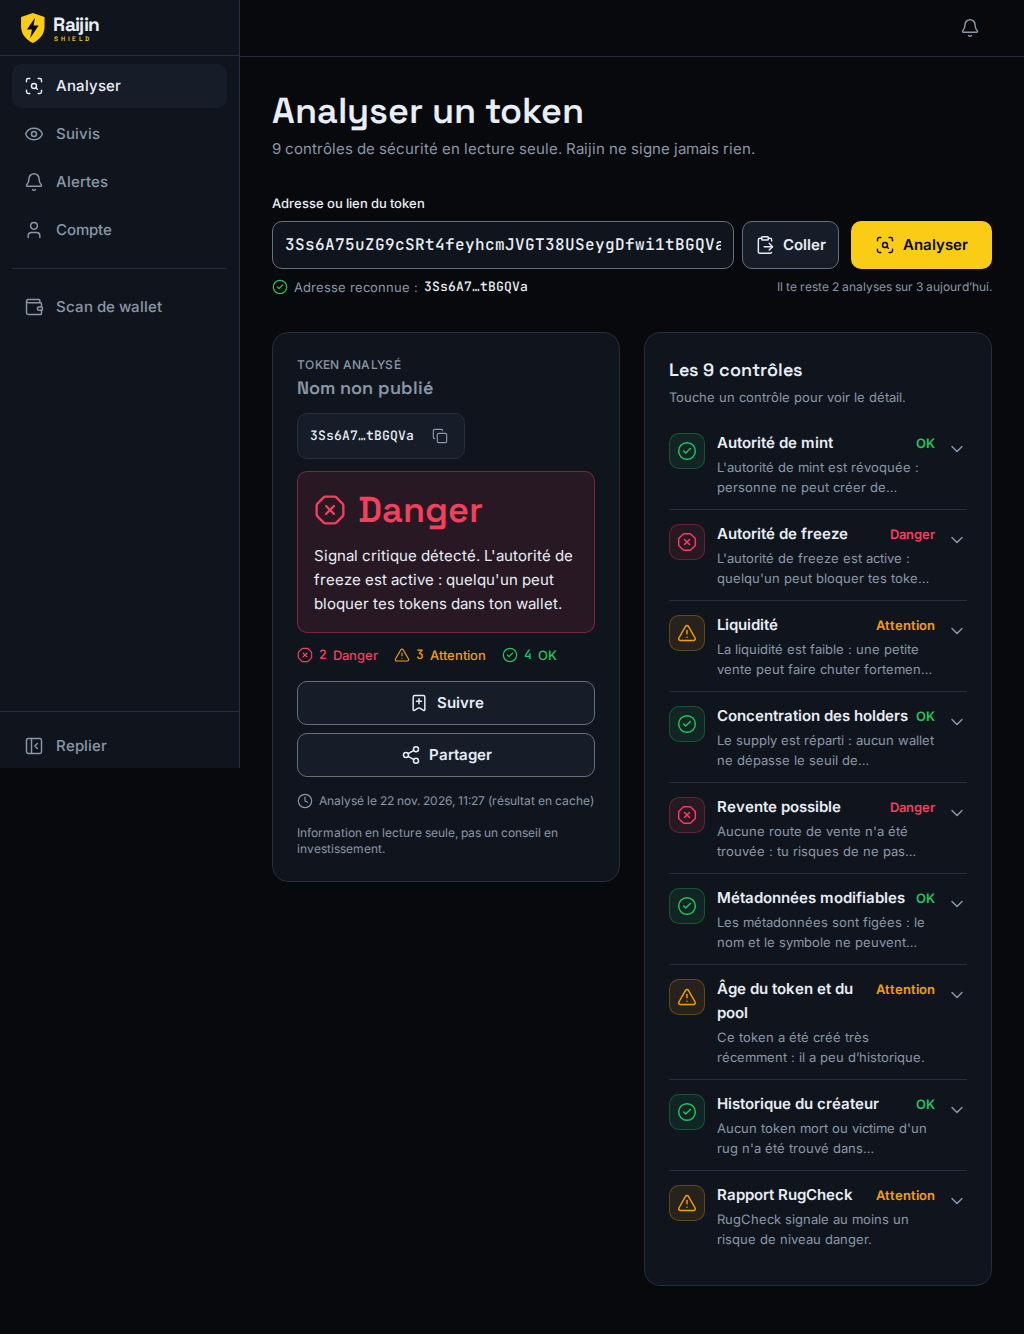 Raijin
SHIELD
Analyser
Suivis
Alertes
Compte
Scan de wallet
Replier
Analyser un token
9 contrôles de sécurité en lecture seule. Raijin ne signe jamais rien.
Adresse ou lien du token
3Ss6A75uZG9cSRt4feyhcmJVGT38USeygDfwi1tBGQVa
Coller
Analyser
Adresse reconnue : 3Ss6A7…tBGQVa
Il te reste 2 analyses sur 3 aujourd’hui.
TOKEN ANALYSÉ
Nom non publié
3Ss6A7…tBGQVa
Danger
Signal critique détecté. L'autorité de
freeze est active : quelqu'un peut
bloquer tes tokens dans ton wallet.
2 Danger 3 Attention 4 OK
Suivre
Partager
Analysé le 22 nov. 2026, 11:27 (résultat en cache)
Information en lecture seule, pas un conseil en
investissement.
Les 9 contrôles
Touche un contrôle pour voir le détail.
Autorité de mint OK
L'autorité de mint est révoquée :
personne ne peut créer de…
Autorité de freeze Danger
L'autorité de freeze est active :
quelqu'un peut bloquer tes toke…
Liquidité Attention
La liquidité est faible : une petite
vente peut faire chuter fortemen…
Concentration des holders OK
Le supply est réparti : aucun wallet
ne dépasse le seuil de…
Revente possible Danger
Aucune route de vente n'a été
trouvée : tu risques de ne pas…
Métadonnées modifiables OK
Les métadonnées sont figées : le
nom et le symbole ne peuvent…
Âge du token et du Attention
pool
Ce token a été créé très
récemment : il a peu d’historique.
Historique du créateur OK
Aucun token mort ou victime d'un
rug n'a été trouvé dans…
Rapport RugCheck Attention
RugCheck signale au moins un
risque de niveau danger.